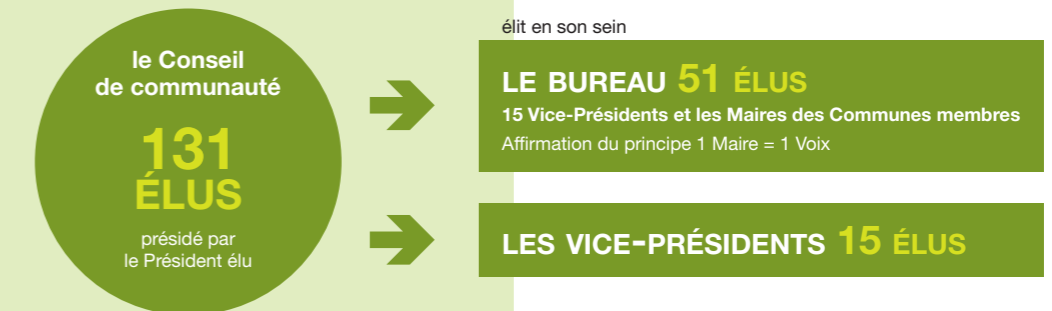 le Conseil
de communauté
131
ÉLUS
présidé par
le Président élu
élit en son sein
LE BUREAU 51 ÉLUS
15 Vice-Présidents et les Maires des Communes membres
Affirmation du principe 1 Maire = 1 Voix
LES VICE-PRÉSIDENTS 15 ÉLUS